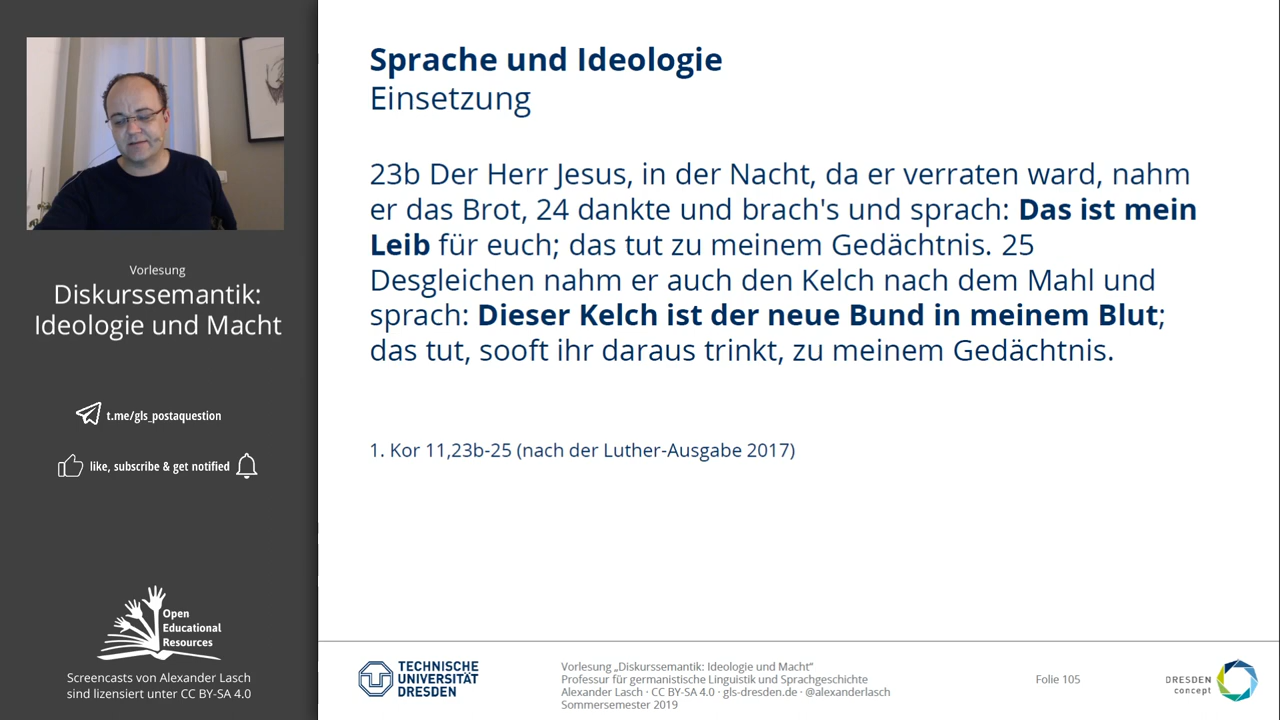 Vorlesung
Diskurssemantik:
Ideologie und Macht
t.me/gls_postaquestion
like, subscribe & get notified
Open
Educational
Resources
Screencasts von Alexander Lasch
sind lizensiert unter CC BY-SA 4.0
Sprache und Ideologie
Einsetzung
23b Der Herr Jesus, in der Nacht, da er verraten ward, nahm
er das Brot, 24 dankte und brach's und sprach: Das ist mein
Leib für euch; das tut zu meinem Gedächtnis. 25
Desgleichen nahm er auch den Kelch nach dem Mahl und
sprach: Dieser Kelch ist der neue Bund in meinem Blut;
das tut, sooft ihr daraus trinkt, zu meinem Gedächtnis.
1. Kor 11,23b-25 (nach der Luther-Ausgabe 2017)
TECHNISCHE
UNIVERSITÄT
DRESDEN
Vorlesung „Diskurssemantik: Ideologie und Macht“
Professur für germanistische Linguistik und Sprachgeschichte
Alexander Lasch · CC BY-SA 4.0 · gls-dresden.de · @alexanderlasch
Sommersemester 2019
Folie 105
DRESDEN
concept